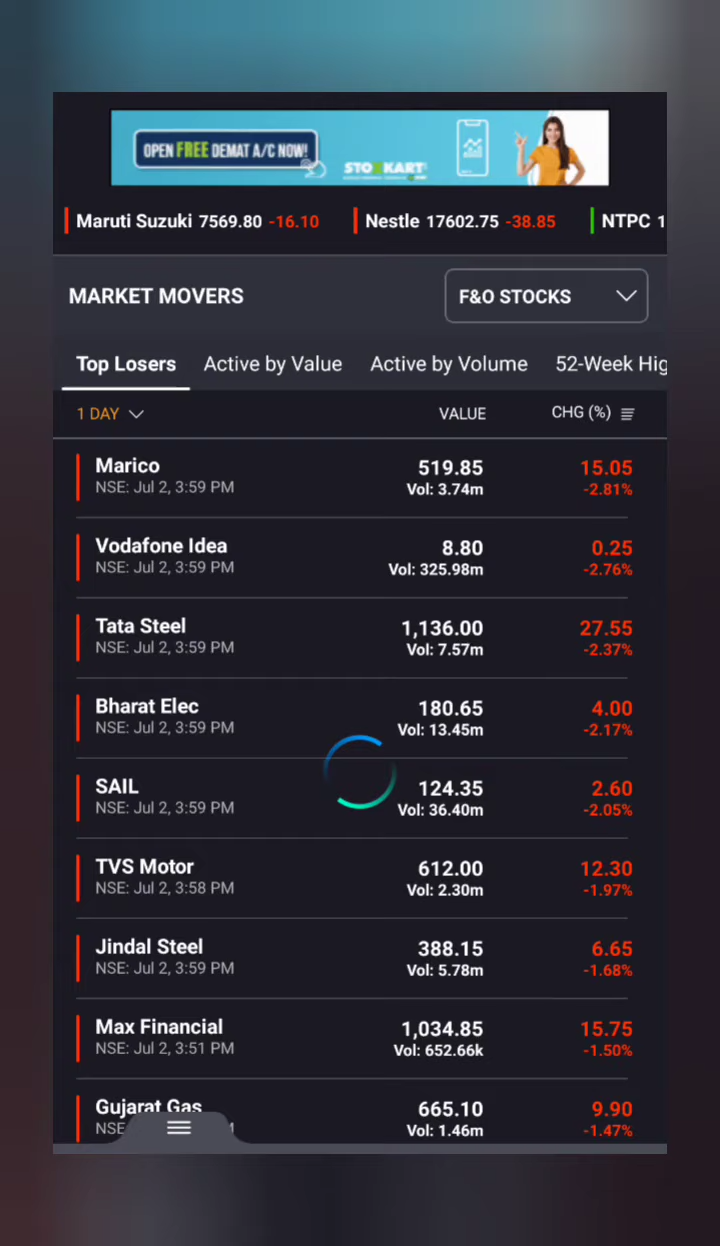 OPEN FREE DEMAT A/C NOW!
Maruti Suzuki 7569.80 -16.10 Nestle 17602.75 -38.85 NTPC 1
MARKET MOVERS F&O STOCKS
Top Losers Active by Value Active by Volume 52-Week Hig
1 DAY VALUE CHG (%)
Marico 519.85 15.05
NSE: Jul 2, 3:59 PM Vol: 3.74m -2.81%
Vodafone Idea 8.80 0.25
NSE: Jul 2, 3:59 PM Vol: 325.98m -2.76%
Tata Steel 1,136.00 27.55
NSE: Jul 2, 3:59 PM Vol: 7.57m -2.37%
Bharat Elec 180.65 4.00
NSE: Jul 2, 3:59 PM Vol: 13.45m -2.17%
SAIL 124.35 2.60
NSE: Jul 2, 3:59 PM Vol: 36.40m -2.05%
TVS Motor 612.00 12.30
NSE: Jul 2, 3:58 PM Vol: 2.30m -1.97%
Jindal Steel 388.15 6.65
NSE: Jul 2, 3:59 PM Vol: 5.78m -1.68%
Max Financial 1,034.85 15.75
NSE: Jul 2, 3:51 PM Vol: 652.66k -1.50%
Gujarat Gas 665.10 9.90
NSE Vol: 1.46m -1.47%